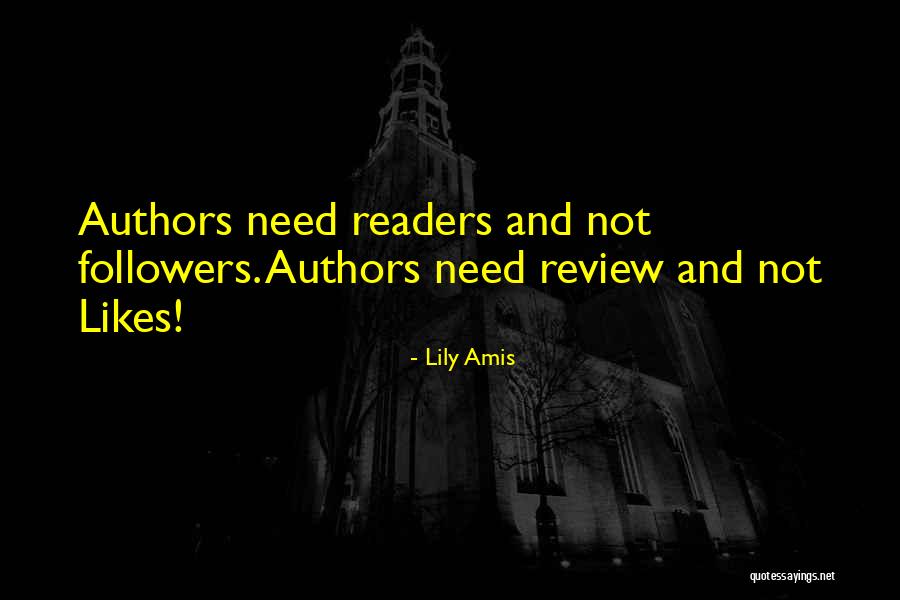 Authors need readers and not
followers. Authors need review and not
Likes!
- Lily Amis
quotessayings.net